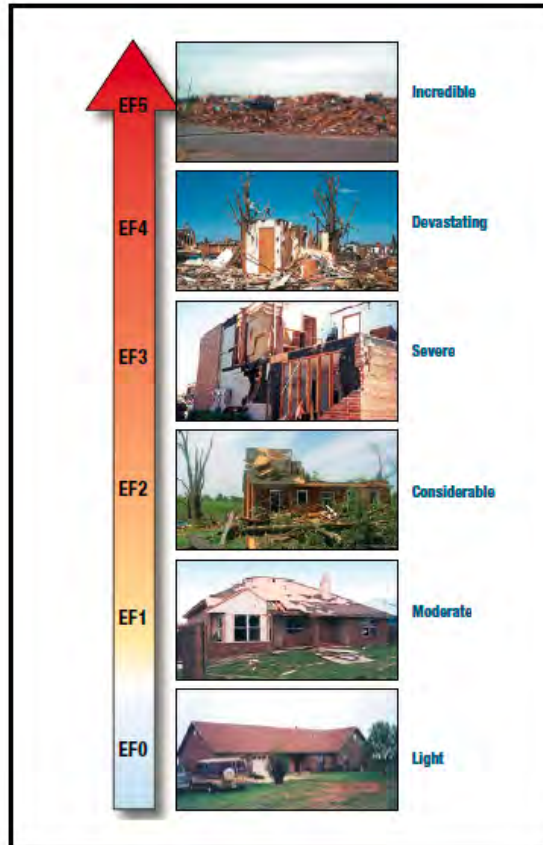 EF5
Incredible
EF4
Devastating
EF3
Severe
EF2
Considerable
EF1
Moderate
EF0
Light